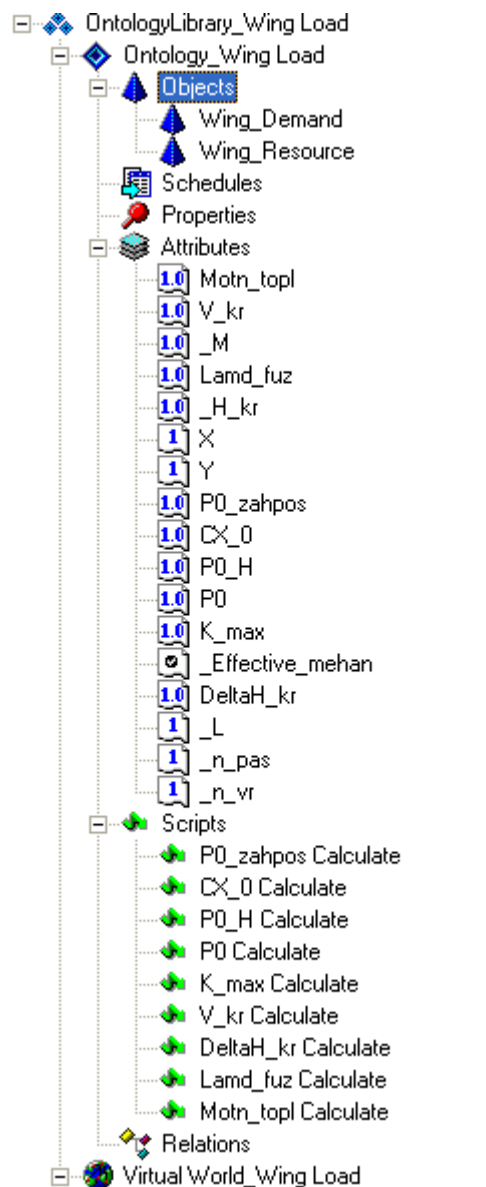 OntologyLibrary_Wing Load
Ontology_Wing Load
Objects
Wing_Demand
Wing_Resource
Schedules
Properties
Attributes
1.0 Motn_topl
1.0 V_kr
1.0 _M
1.0 Lamd_fuz
1.0 _H_kr
1 X
1 Y
1.0 P0_zahpos
1.0 CX_0
1.0 P0_H
1.0 P0
1.0 K_max
_Effective_mehan
1.0 DeltaH_kr
1 _L
1 _n_pas
1 _n_vr
Scripts
P0_zahpos Calculate
CX_0 Calculate
P0_H Calculate
P0 Calculate
K_max Calculate
V_kr Calculate
DeltaH_kr Calculate
Lamd_fuz Calculate
Motn_topl Calculate
Relations
Virtual World_Wing Load